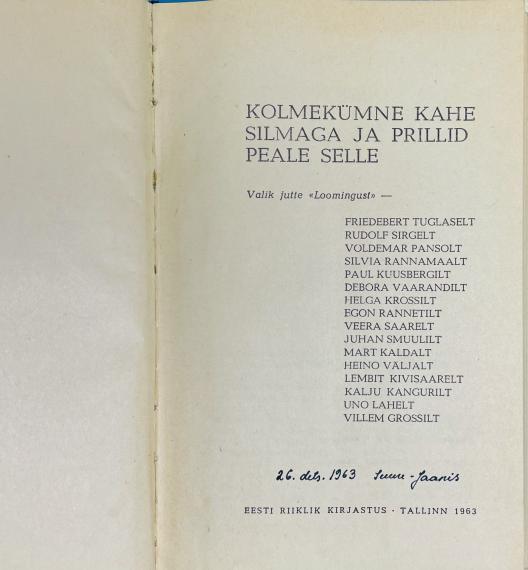 KOLMEKÜMNE KAHE
SILMAGA JA PRILLID
PEALE SELLE
Valik jutte «Loomingust» —
FRIEDEBERT TUGLASELT
RUDOLF SIRGELT
VOLDEMAR PANSOLT
SILVIA RANNAMAALT
PAUL KUUSBERGILT
DEBORA VAARANDILT
HELGA KROSSILT
EGON RANNETILT
VEERA SAARELT
JUHAN SMUULILT
MART KALDALT
HEINO VÄLJALT
LEMBIT KIVISAARELT
KALJU KANGURILT
UNO LAHELT
VILLEM GROSSILT
26. dets. 1963 Suure-Jaanis
EESTI RIIKLIK KIRJASTUS · TALLINN 1963